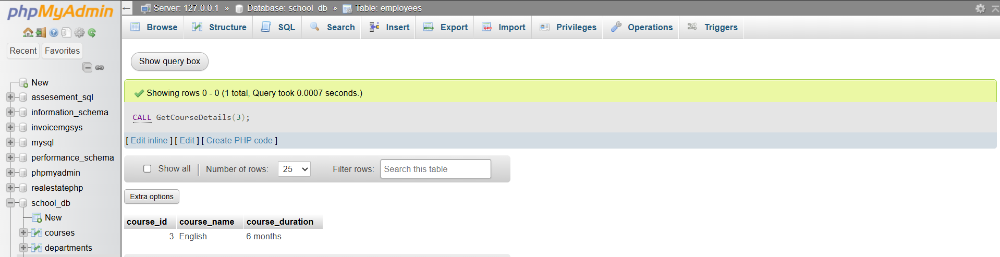 phpMyAdmin
Recent Favorites
New
assesement_sql
information_schema
invoicemgsys
mysql
performance_schema
phpmyadmin
realestatephp
school_db
New
courses
departments
Server: 127.0.0.1 » Database: school_db » Table: employees
Browse Structure SQL Search Insert Export Import Privileges Operations Triggers
Show query box
Showing rows 0 - 0 (1 total, Query took 0.0007 seconds.)
CALL GetCourseDetails(3);
[ Edit inline ] [ Edit ] [ Create PHP code ]
Show all | Number of rows: 25 Filter rows: Search this table
Extra options
course_id course_name course_duration
3 English 6 months